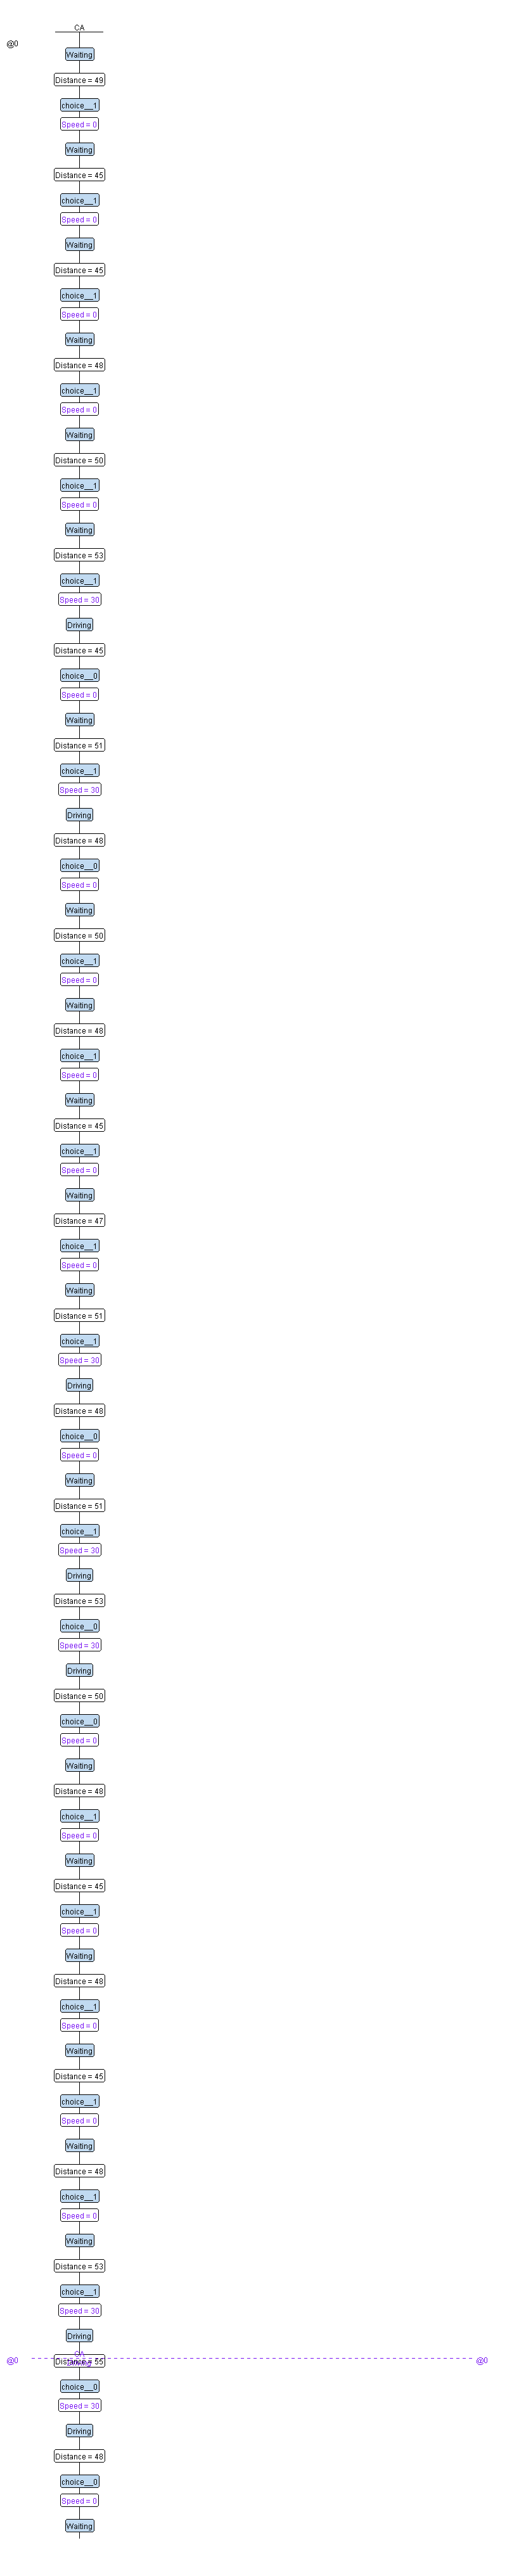 CA
@0
Waiting
Distance = 49
choice__1
Speed = 0
Waiting
Distance = 45
choice__1
Speed = 0
Waiting
Distance = 45
choice__1
Speed = 0
Waiting
Distance = 48
choice__1
Speed = 0
Waiting
Distance = 50
choice__1
Speed = 0
Waiting
Distance = 53
choice__1
Speed = 30
Driving
Distance = 45
choice__0
Speed = 0
Waiting
Distance = 51
choice__1
Speed = 30
Driving
Distance = 48
choice__0
Speed = 0
Waiting
Distance = 50
choice__1
Speed = 0
Waiting
Distance = 48
choice__1
Speed = 0
Waiting
Distance = 45
choice__1
Speed = 0
Waiting
Distance = 47
choice__1
Speed = 0
Waiting
Distance = 51
choice__1
Speed = 30
Driving
Distance = 48
choice__0
Speed = 0
Waiting
Distance = 51
choice__1
Speed = 30
Driving
Distance = 53
choice__0
Speed = 30
Driving
Distance = 50
choice__0
Speed = 0
Waiting
Distance = 48
choice__1
Speed = 0
Waiting
Distance = 45
choice__1
Speed = 0
Waiting
Distance = 48
choice__1
Speed = 0
Waiting
Distance = 45
choice__1
Speed = 0
Waiting
Distance = 48
choice__1
Speed = 0
Waiting
Distance = 53
choice__1
Speed = 30
Driving
CA
@0 Distance = 55 @0
Driving
choice__0
Speed = 30
Driving
Distance = 48
choice__0
Speed = 0
Waiting